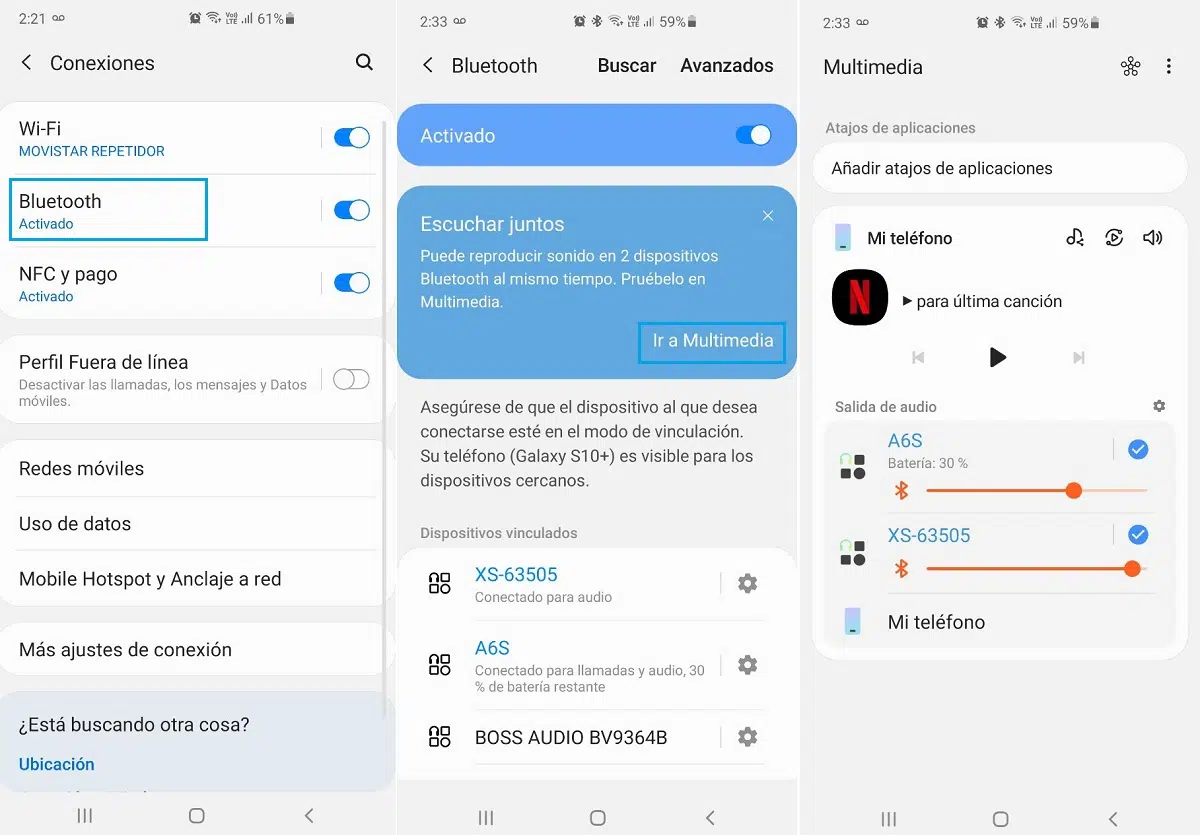 2:21
VoLTE
61%
Conexiones
Wi-Fi
MOVISTAR REPETIDOR
Bluetooth
Activado
NFC y pago
Activado
Perfil Fuera de línea
Desactivar las llamadas, los mensajes y Datos
móviles.
Redes móviles
Uso de datos
Mobile Hotspot y Anclaje a red
Más ajustes de conexión
¿Está buscando otra cosa?
Ubicación
2:33
VoLTE
59%
Bluetooth
Buscar
Avanzados
Activado
Escuchar juntos
Puede reproducir sonido en 2 dispositivos
Bluetooth al mismo tiempo. Pruébelo en
Multimedia.
Ir a Multimedia
Asegúrese de que el dispositivo al que desea
conectarse esté en el modo de vinculación.
Su teléfono (Galaxy S10+) es visible para los
dispositivos cercanos.
Dispositivos vinculados
XS-63505
Conectado para audio
A6S
Conectado para llamadas y audio, 30
% de batería restante
BOSS AUDIO BV9364B
2:33
VoLTE
59%
Multimedia
Atajos de aplicaciones
Añadir atajos de aplicaciones
Mi teléfono
N
para última canción
Salida de audio
A6S
Batería: 30 %
XS-63505
Mi teléfono